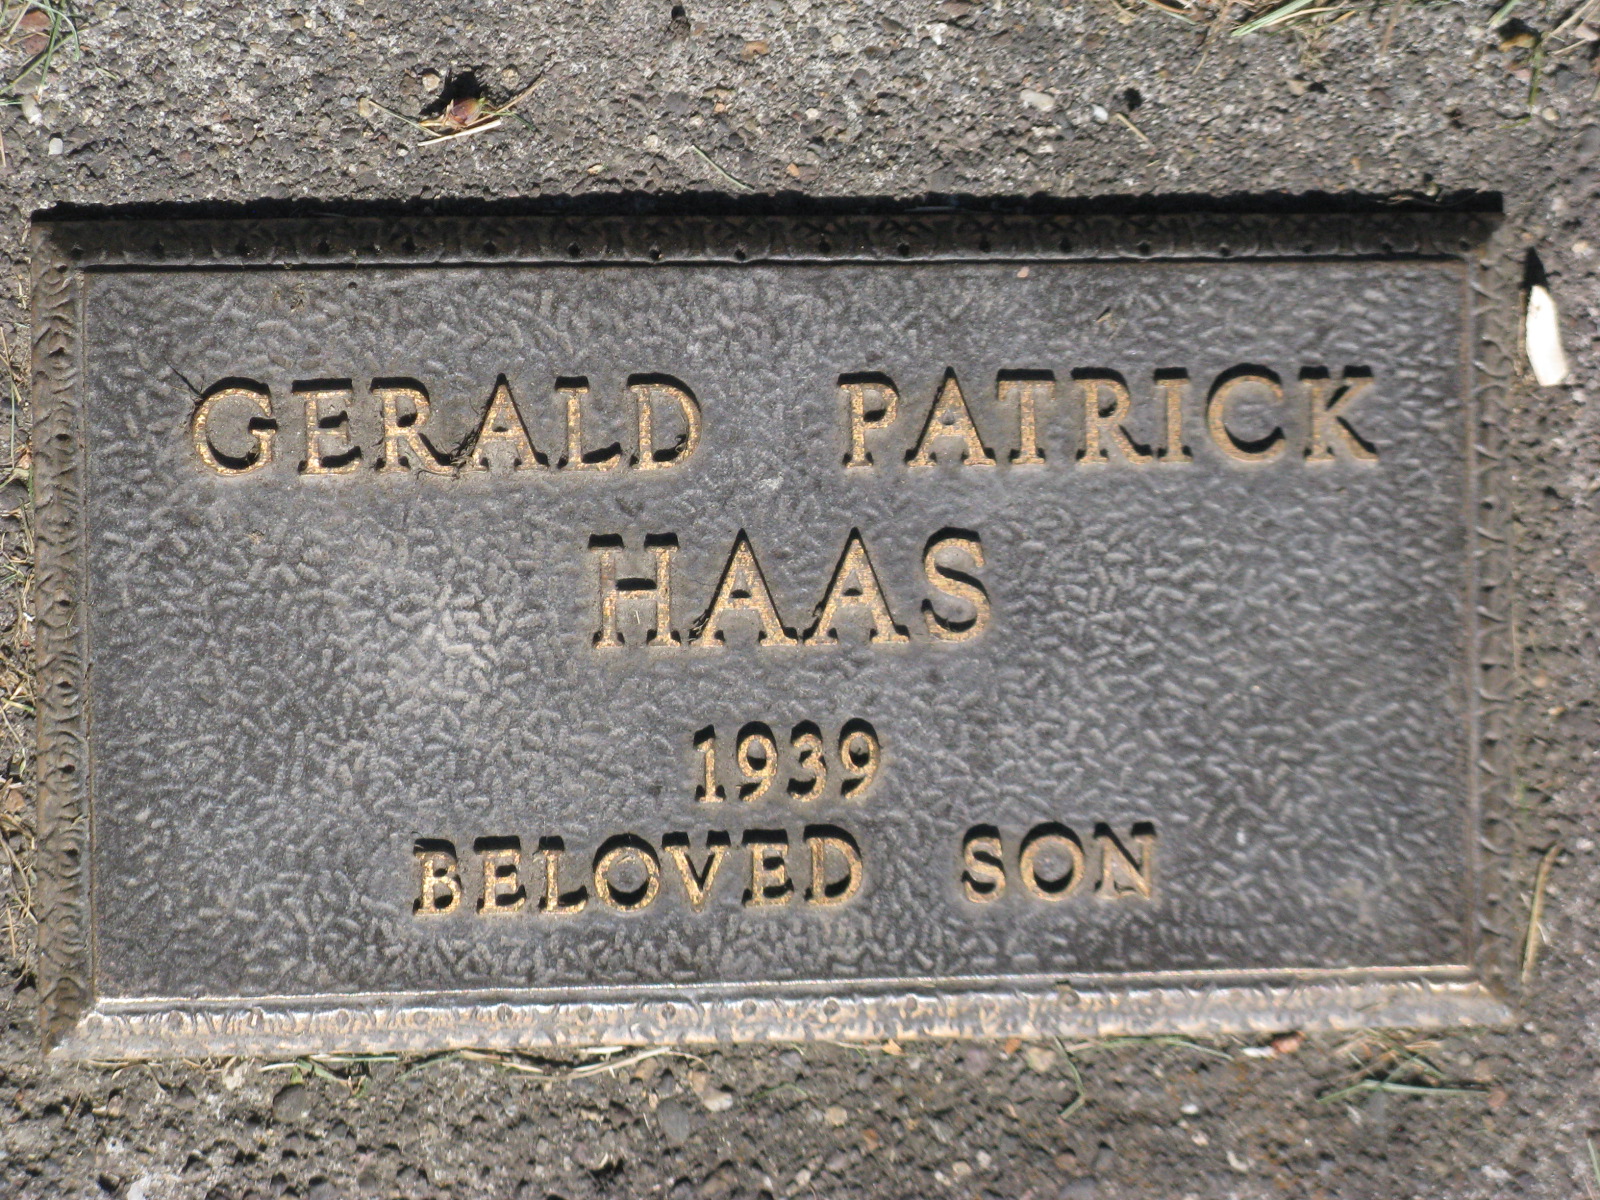 GERALD PATRICK
HAAS
1939
BELOVED SON